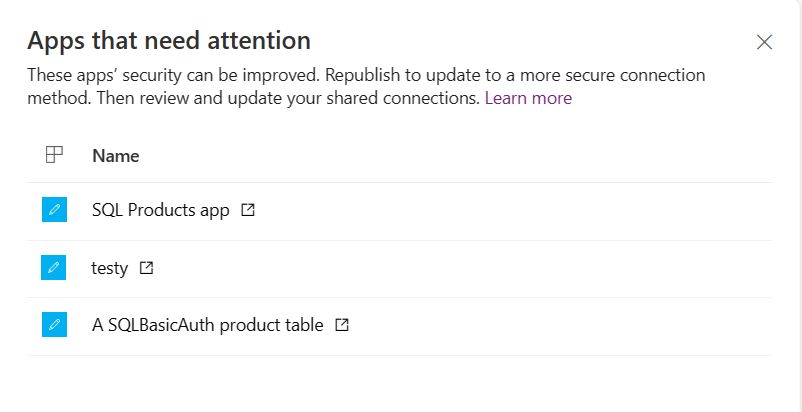 Apps that need attention
These apps’ security can be improved. Republish to update to a more secure connection
method. Then review and update your shared connections. Learn more
Name
SQL Products app
testy
A SQLBasicAuth product table